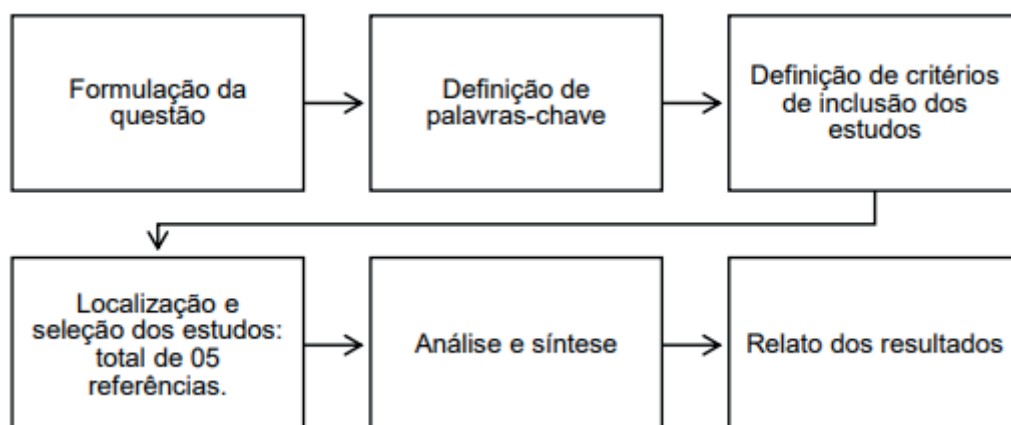 Formulação da
questão
Definição de
palavras-chave
Definição de critérios
de inclusão dos
estudos
Localização e
seleção dos estudos:
total de 05
referências.
Análise e síntese
Relato dos resultados